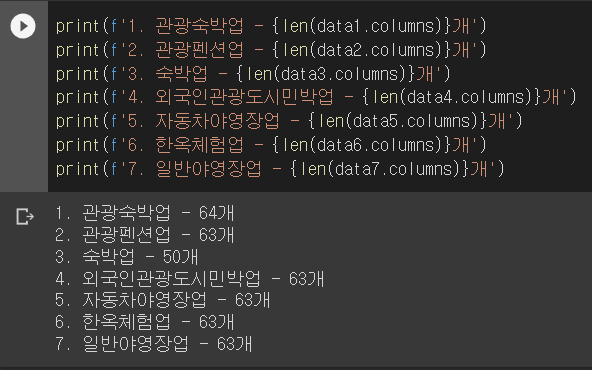 print(f'1. 관광숙박업 - {len(data1.columns)}개')
print(f'2. 관광펜션업 - {len(data2.columns)}개')
print(f'3. 숙박업 - {len(data3.columns)}개')
print(f'4. 외국인관광도시민박업 - {len(data4.columns)}개')
print(f'5. 자동차야영장업 - {len(data5.columns)}개')
print(f'6. 한옥체험업 - {len(data6.columns)}개')
print(f'7. 일반야영장업 - {len(data7.columns)}개')
1. 관광숙박업 - 64개
2. 관광펜션업 - 63개
3. 숙박업 - 50개
4. 외국인관광도시민박업 - 63개
5. 자동차야영장업 - 63개
6. 한옥체험업 - 63개
7. 일반야영장업 - 63개